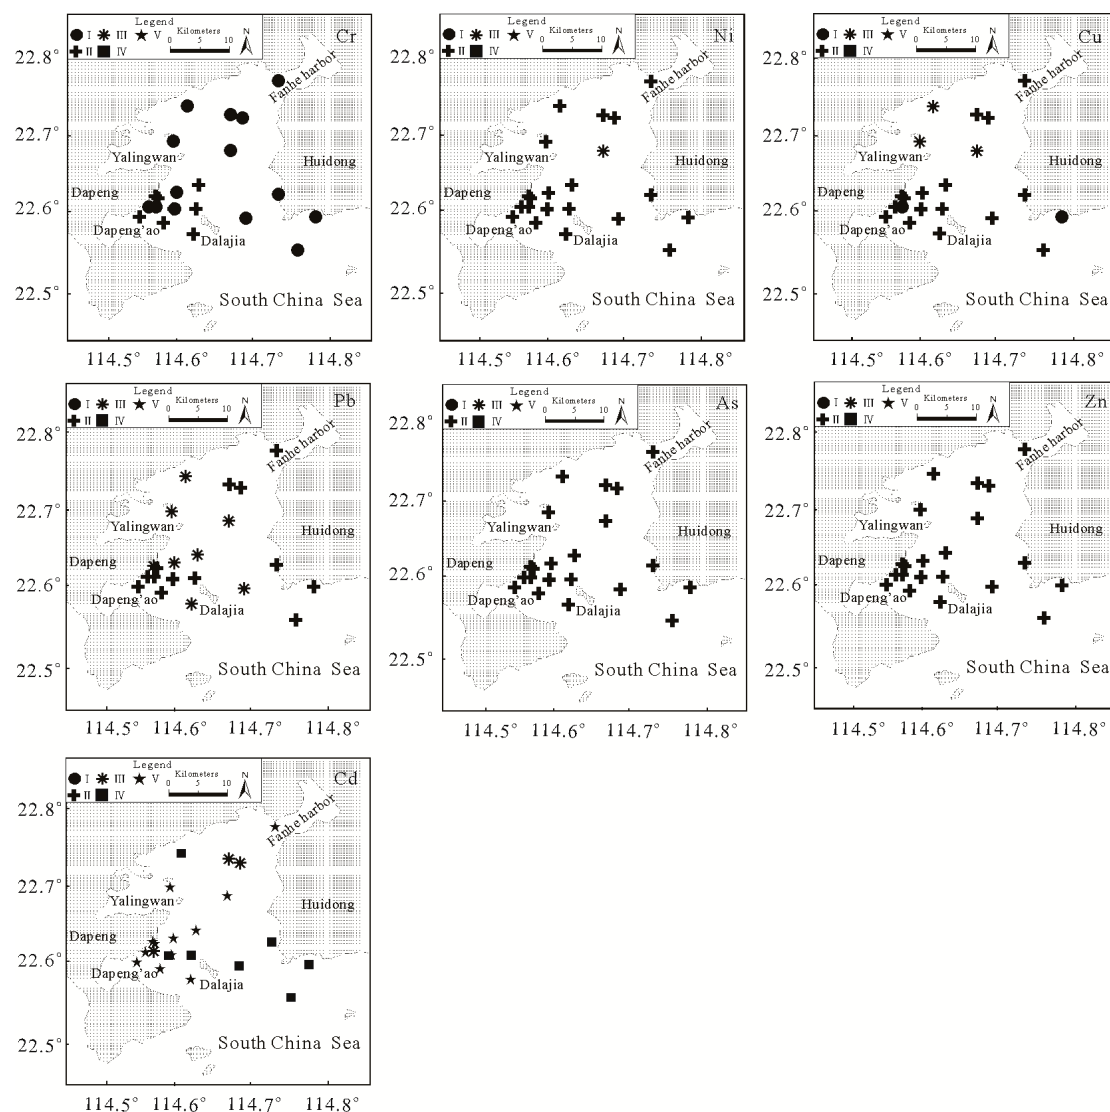 Legend
Kilometers
N
Cr
I III V
0 5 10
II IV
22.8°
Fanhe harbor
22.7°
Yalingwan
Huidong
Dapeng
22.6°
Dapeng'ao
Dalajia
22.5°
South China Sea
114.5° 114.6° 114.7° 114.8°
Legend
Kilometers
N
Ni
I III V
0 5 10
II IV
22.8°
Fanhe harbor
22.7°
Yalingwan
Huidong
Dapeng
22.6°
Dapeng'ao
Dalajia
22.5°
South China Sea
114.5° 114.6° 114.7° 114.8°
Legend
Kilometers
N
Cu
I III V
0 5 10
II IV
22.8°
Fanhe harbor
22.7°
Yalingwan
Huidong
Dapeng
22.6°
Dapeng'ao
Dalajia
22.5°
South China Sea
114.5° 114.6° 114.7° 114.8°
Legend
Kilometers
N
Pb
I III V
0 5 10
II IV
22.8°
Fanhe harbor
22.7°
Yalingwan
Huidong
Dapeng
22.6°
Dapeng'ao
Dalajia
22.5°
South China Sea
114.5° 114.6° 114.7° 114.8°
Legend
Kilometers
N
As
I III V
0 5 10
II IV
22.8°
Fanhe harbor
22.7°
Yalingwan
Huidong
Dapeng
22.6°
Dapeng'ao
Dalajia
22.5°
South China Sea
114.5° 114.6° 114.7° 114.8°
Legend
Kilometers
N
Zn
I III V
0 5 10
II IV
22.8°
Fanhe harbor
22.7°
Yalingwan
Huidong
Dapeng
22.6°
Dapeng'ao
Dalajia
22.5°
South China Sea
114.5° 114.6° 114.7° 114.8°
Legend
Kilometers
N
Cd
I III V
0 5 10
II IV
22.8°
Fanhe harbor
22.7°
Yalingwan
Huidong
Dapeng
22.6°
Dapeng'ao
Dalajia
22.5°
South China Sea
114.5° 114.6° 114.7° 114.8°